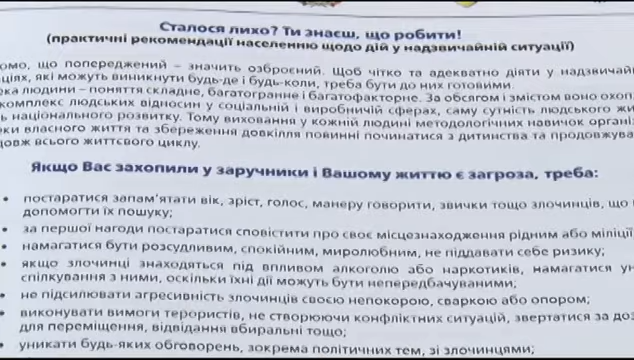 Сталося лихо? Ти знаєш, що робити!
(практичні рекомендації населенню щодо дій у надзвичайній ситуації)
омо, що попереджений – значить озброєний. Щоб чітко та адекватно діяти у надзвичай
ціях, які можуть виникнути будь-де і будь-коли, треба бути до них готовими.
ека людини – поняття складне, багатогранне і багатофакторне. За обсягом і змістом воно охоп
комплекс людських відносин у соціальній і виробничій сферах, саму сутність людського жи
ь національного розвитку. Тому виховання у кожній людині методологічних навичок органі
еки власного життя та збереження довкілля повинні починатися з дитинства та продовжува
довж всього життєвого циклу.
Якщо Вас захопили у заручники і Вашому життю є загроза, треба:
• постаратися запам'ятати вік, зріст, голос, манеру говорити, звички тощо злочинців, що
допомогти їх пошуку;
• за першої нагоди постаратися сповістити про своє місцезнаходження рідним або міліції
• намагатися бути розсудливим, спокійним, миролюбним, не піддавати себе ризику;
• якщо злочинці знаходяться під впливом алкоголю або наркотиків, намагатися ун
спілкування з ними, оскільки їхні дії можуть бути непередбачуваними;
• не підсилювати агресивність злочинців своєю непокорою, сваркою або опором;
• виконувати вимоги терористів, не створюючи конфліктних ситуацій, звертатися за доз
для переміщення, відвідання вбиральні тощо;
• уникати будь-яких обговорень, зокрема політичних тем, зі злочинцями;